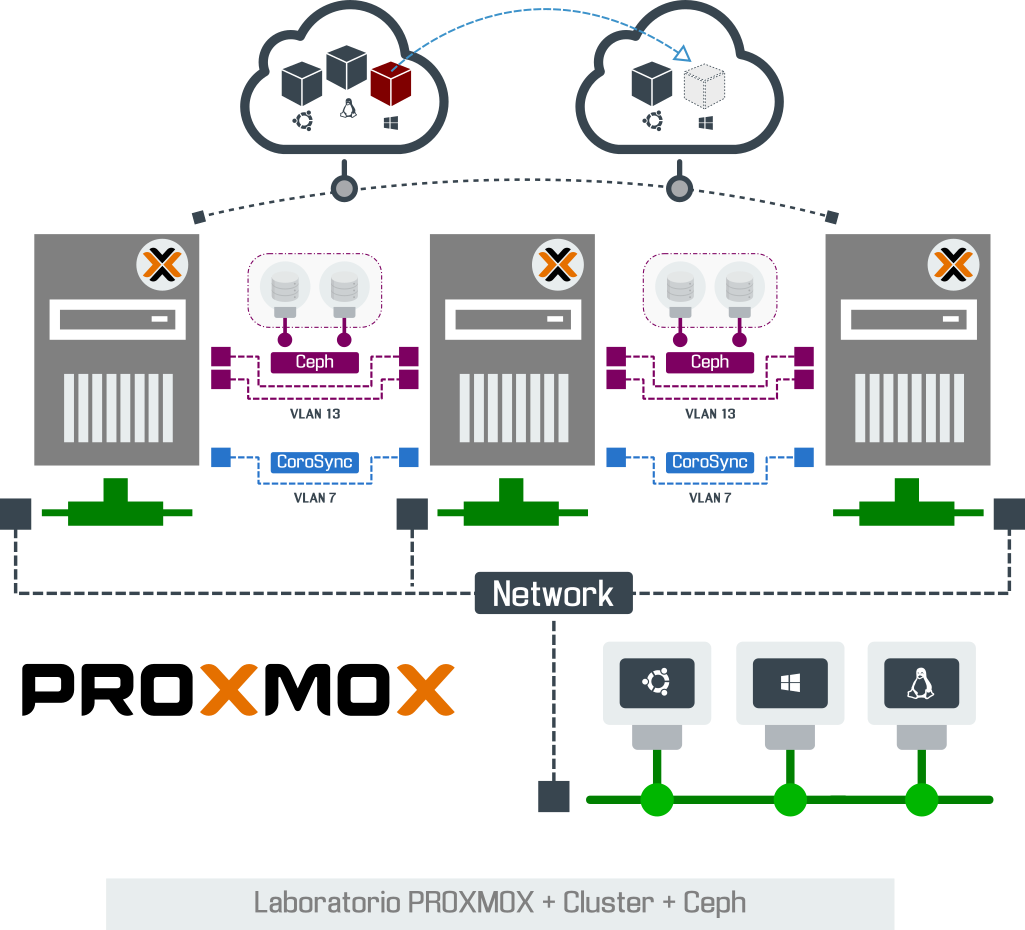 Ceph
Ceph
VLAN 13
VLAN 13
CoroSync
CoroSync
VLAN 7
VLAN 7
Network
PROXMOX
Laboratorio PROXMOX + Cluster + Ceph